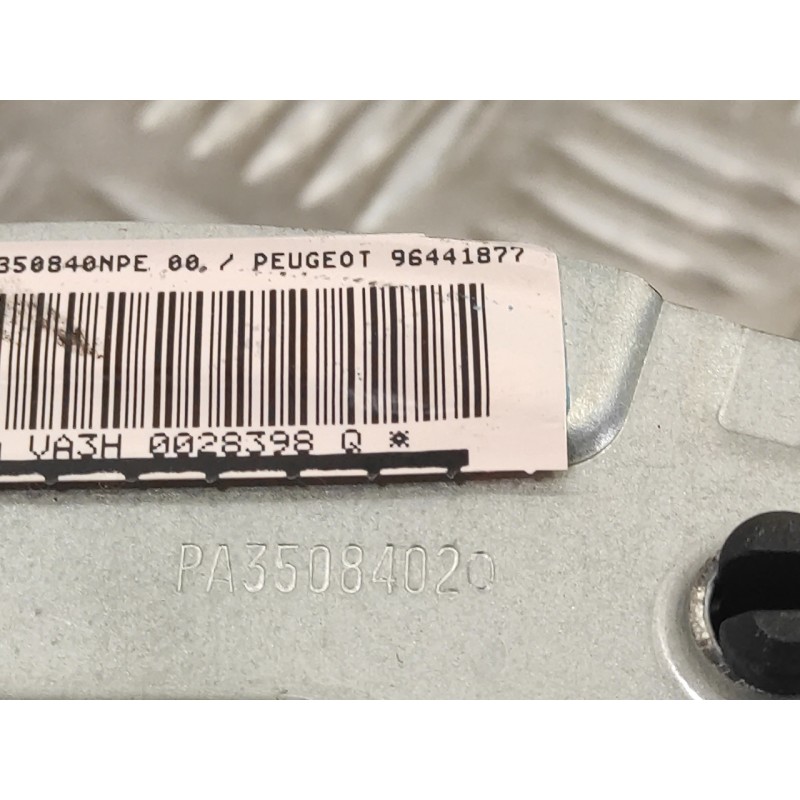 350840NPE 00 / PEUGEOT 96441877
VA3H 0028398 Q *
PA35084020